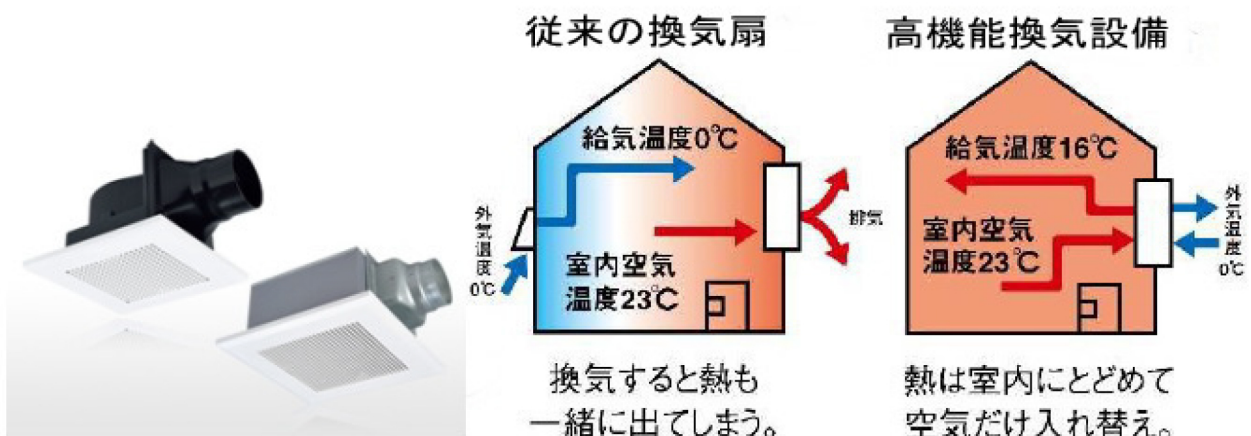 従来の換気扇
給気温度0℃
外気温度0℃
排気
室内空気
温度23℃
換気すると熱も
一緒に出てしまう。
高機能換気設備
給気温度16℃
室内空気
温度23℃
外気温度0℃
熱は室内にとどめて
空気だけ入れ替え。